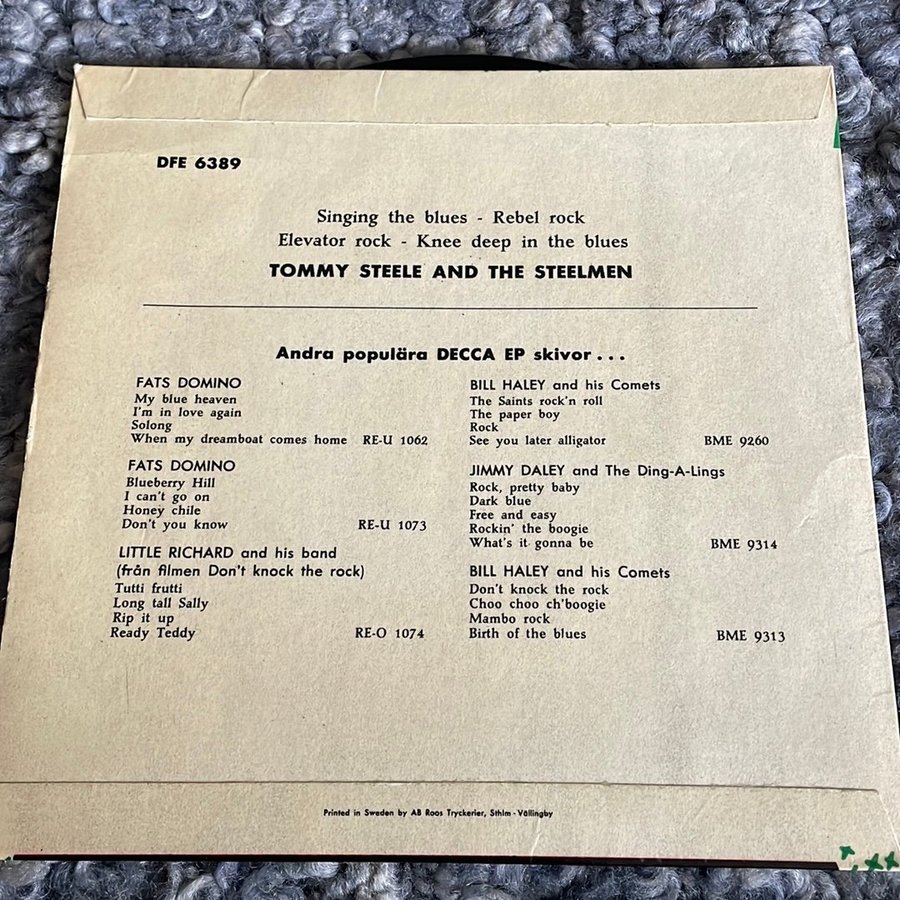 DFE 6389
Singing the blues - Rebel rock
Elevator rock - Knee deep in the blues
TOMMY STEELE AND THE STEELMEN
Andra populära DECCA EP skivor...
FATS DOMINO
My blue heaven
I'm in love again
Solong
When my dreamboat comes home RE-U 1062
FATS DOMINO
Blueberry Hill
I can't go on
Honey chile
Don't you know RE-U 1073
LITTLE RICHARD and his band
(från filmen Don't knock the rock)
Tutti frutti
Long tall Sally
Rip it up
Ready Teddy RE-O 1074
BILL HALEY and his Comets
The Saints rock'n roll
The paper boy
Rock
See you later alligator BME 9260
JIMMY DALEY and The Ding-A-Lings
Rock, pretty baby
Dark blue
Free and easy
Rockin' the boogie
What's it gonna be BME 9314
BILL HALEY and his Comets
Don't knock the rock
Choo choo ch'boogie
Mambo rock
Birth of the blues BME 9313
Printed in Sweden by AB Roos Tryckerier, Sthlm - Vällingby